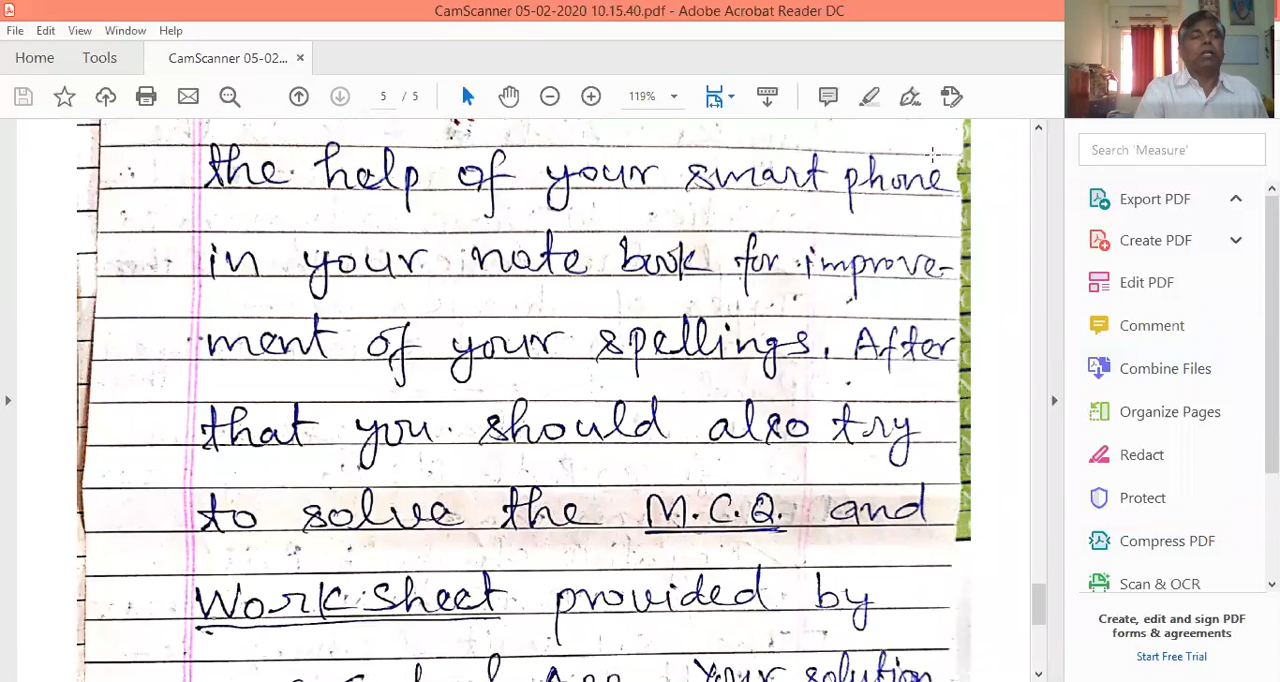 CamScanner 05-02-2020 10.15.40.pdf - Adobe Acrobat Reader DC
File Edit View Window Help
Home Tools CamScanner 05-02... ×
5 / 5 119%
the help of your smart phone
in your note book for improve-
ment of your spellings. After
that you should also try
to solve the M.C.Q. and
Work Sheet provided by
App. Your solution
Search 'Measure'
Export PDF
Create PDF
Edit PDF
Comment
Combine Files
Organize Pages
Redact
Protect
Compress PDF
Scan & OCR
Create, edit and sign PDF
forms & agreements
Start Free Trial